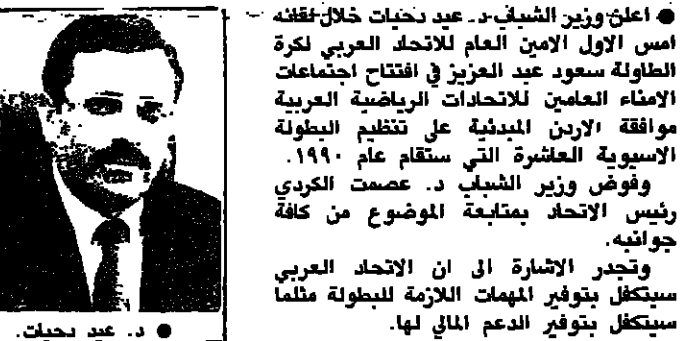 ● اعلن وزير الشباب د. عيد دحيات خلال لقائه
امس الاول الامين العام للاتحاد العربي لكرة
الطاولة سعود عبد العزيز في افتتاح اجتماعات
الامناء العامين للاتحادات الرياضية العربية
موافقة الاردن المبدئية على تنظيم البطولة
الاسيوية العاشرة التي ستقام عام ١٩٩٠.
وفوض وزير الشباب د. عصمت الكردي
رئيس الاتحاد بمتابعة الموضوع من كافة
جوانبه.
وتجدر الاشارة الى ان الاتحاد العربي
سيتكفل بتوفير المهمات اللازمة للبطولة مثلما
سيتكفل بتوفير الدعم المالي لها.
● د. عيد دحيات.